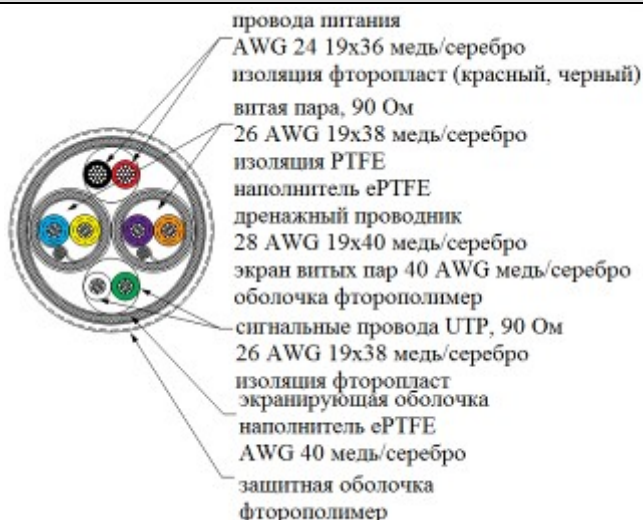 провода питания
AWG 24 19x36 медь/серебро
изоляция фторопласт (красный, черный)
витая пара, 90 Ом
26 AWG 19x38 медь/серебро
изоляция PTFE
наполнитель ePTFE
дренажный проводник
28 AWG 19x40 медь/серебро
экран витых пар 40 AWG медь/серебро
оболочка фторополимер
сигнальные провода UTP, 90 Ом
26 AWG 19x38 медь/серебро
изоляция фторопласт
экранирующая оболочка
наполнитель ePTFE
AWG 40 медь/серебро
защитная оболочка
фторополимер